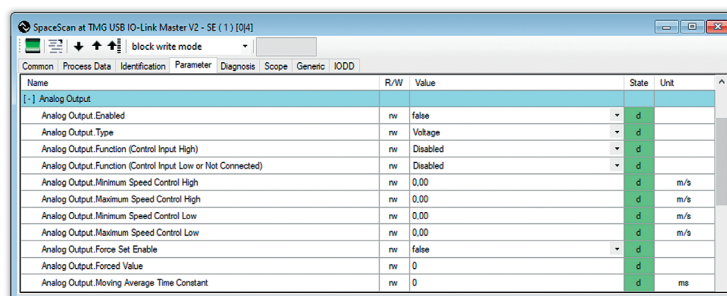 SpaceScan at TMG USB IO-Link Master V2 - SE ( 1 ) [0|4]
block write mode
Common Process Data Identification Parameter Diagnosis Scope Generic IODD
Name R/W Value State Unit
[ - ] Analog Output
Analog Output.Enabled rw false d
Analog Output.Type rw Voltage d
Analog Output.Function (Control Input High) rw Disabled d
Analog Output.Function (Control Input Low or Not Connected) rw Disabled d
Analog Output.Minimum Speed Control High rw 0,00 d m/s
Analog Output.Maximum Speed Control High rw 0,00 d m/s
Analog Output.Minimum Speed Control Low rw 0,00 d m/s
Analog Output.Maximum Speed Control Low rw 0,00 d m/s
Analog Output.Force Set Enable rw false d
Analog Output.Forced Value rw 0 d
Analog Output.Moving Average Time Constant rw 0 d ms